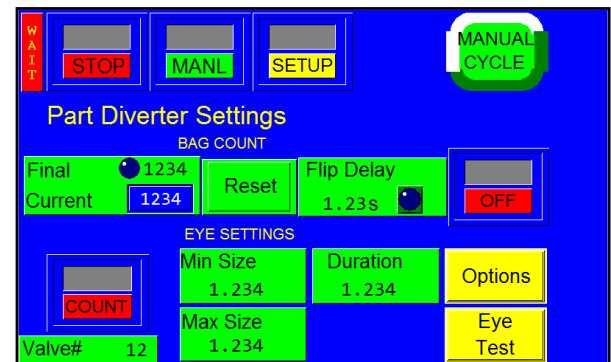 WAIT
STOP
MANL
SETUP
MANUAL
CYCLE
Part Diverter Settings
BAG COUNT
Final 1234
Current 1234
Reset
Flip Delay
1.23s
OFF
EYE SETTINGS
COUNT
Min Size
1.234
Duration
1.234
Options
Valve# 12
Max Size
1.234
Eye
Test